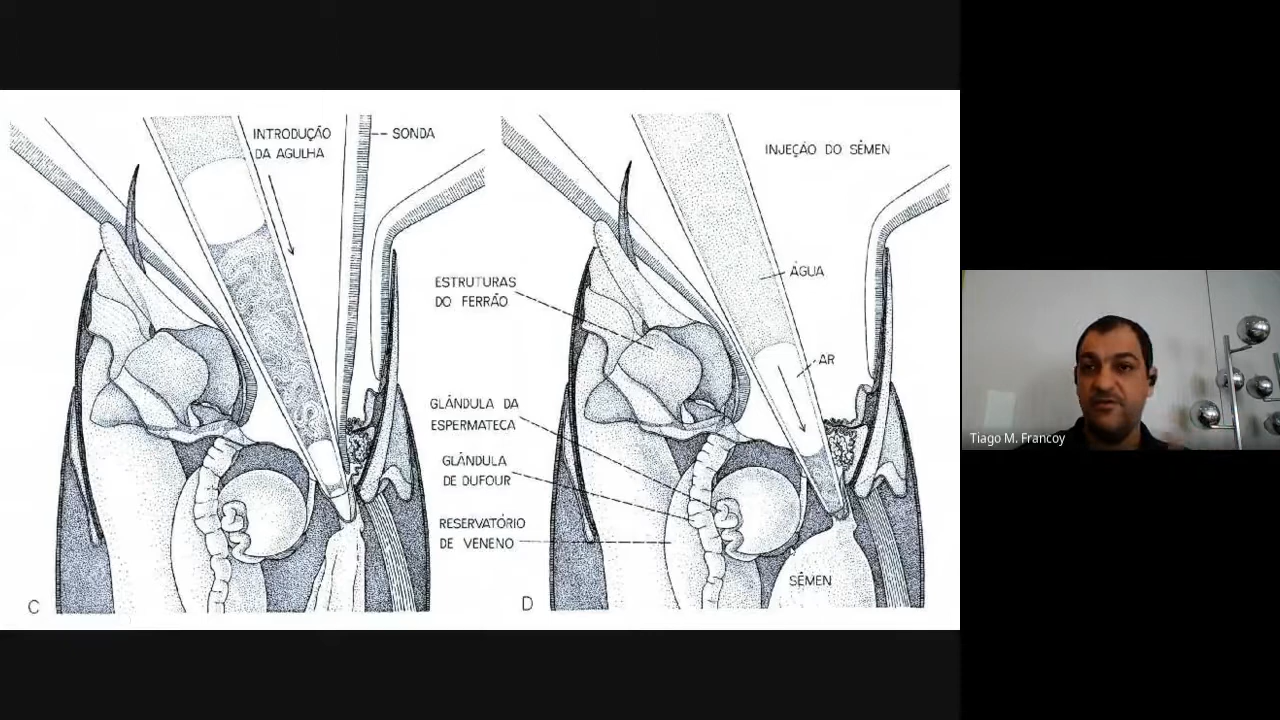 INTRODUÇÃO
DA AGULHA
SONDA
ESTRUTURAS
DO FERRÃO
GLÂNDULA DA
ESPERMATECA
GLÂNDULA
DE DUFOUR
RESERVATÓRIO
DE VENENO
C
INJEÇÃO DO SÊMEN
ÁGUA
AR
SÊMEN
D
Tiago M. Francoy